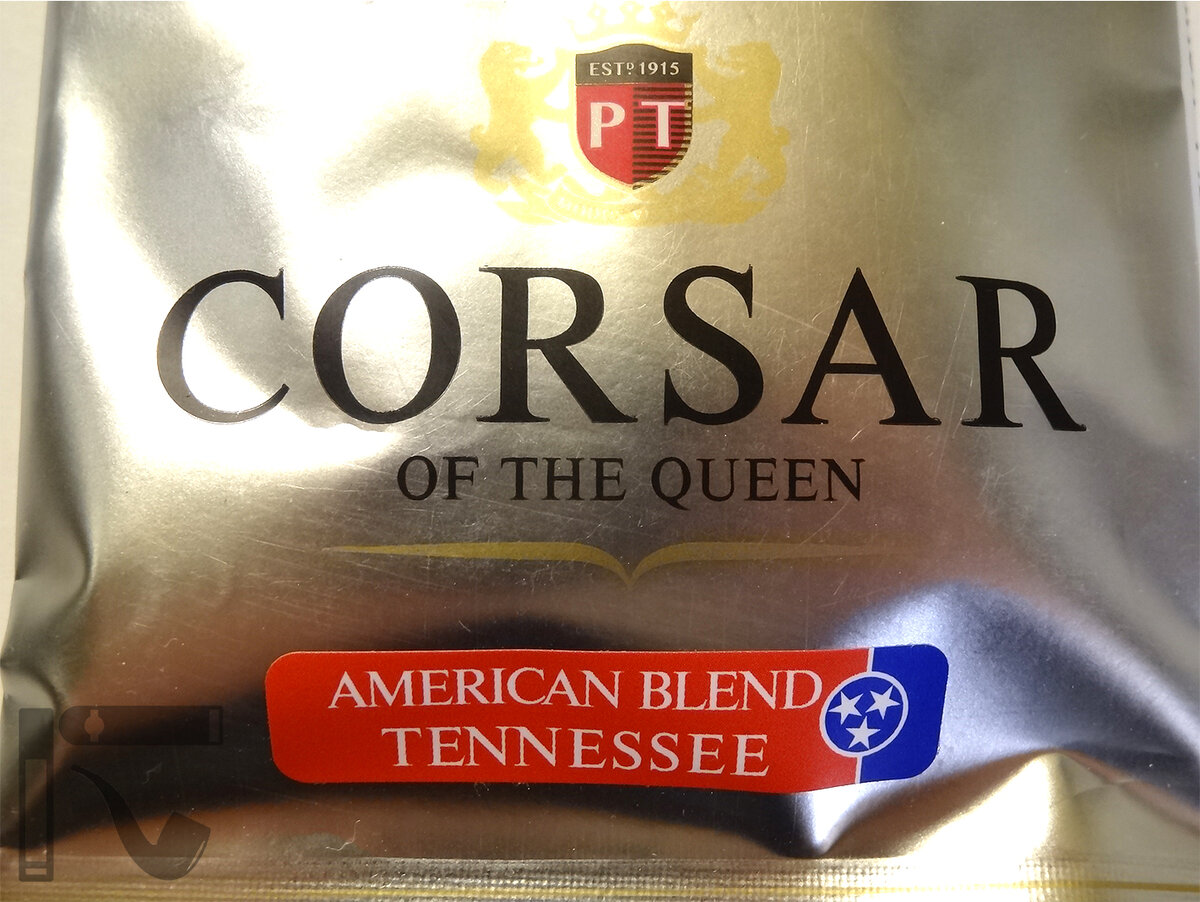 ESTD 1915
PT
CORSAR
OF THE QUEEN
AMERICAN BLEND
TENNESSEE